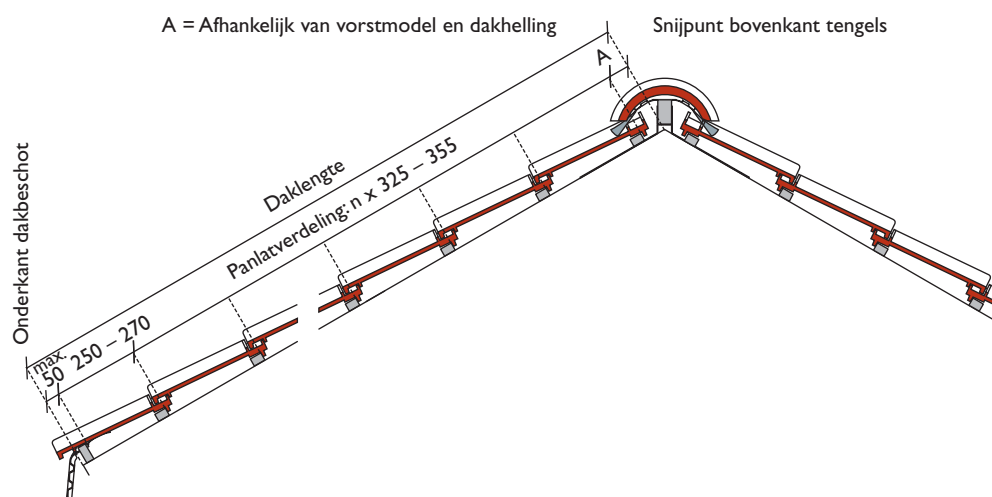 A = Afhankelijk van vorstmodel en dakhelling
Snijpunt bovenkant tengels
A
Daklengte
Panlatverdeling: n x 325 – 355
Onderkant dakbeschot
max.
50
250 – 270